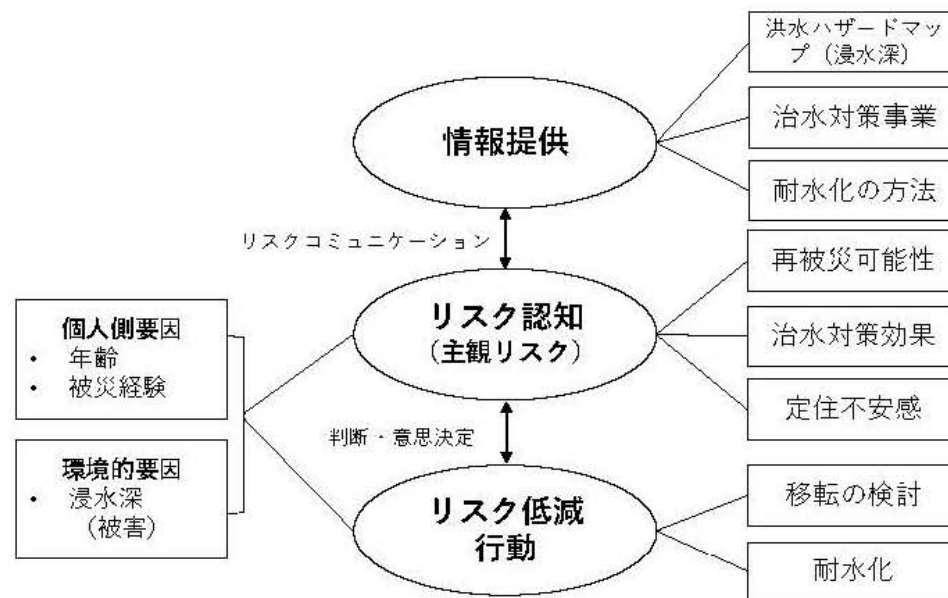 洪水ハザードマッ
プ（浸水深）
情報提供
治水対策事業
耐水化の方法
リスクコミュニケーション
再被災可能性
リスク認知
（主観リスク）
治水対策効果
定住不安感
個人側要因
・ 年齢
・ 被災経験
判断・意思決定
環境的要因
・ 浸水深
（被害）
リスク低減
行動
移転の検討
耐水化